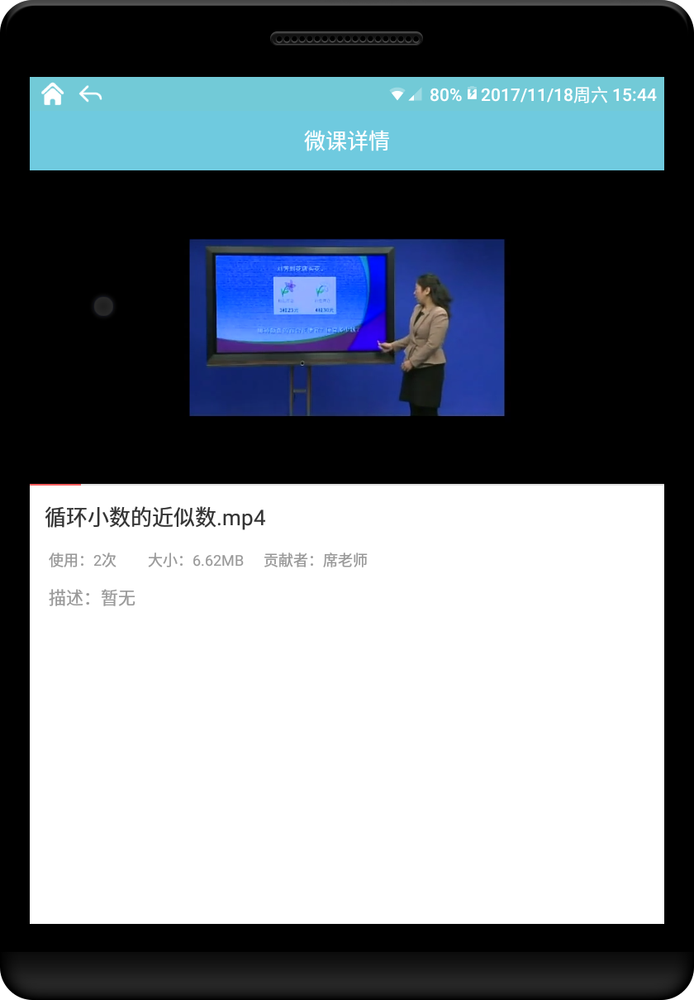 80% 2017/11/18周六 15:44
微课详情
循环小数的近似数.mp4
使用：2次 大小：6.62MB 贡献者：席老师
描述：暂无